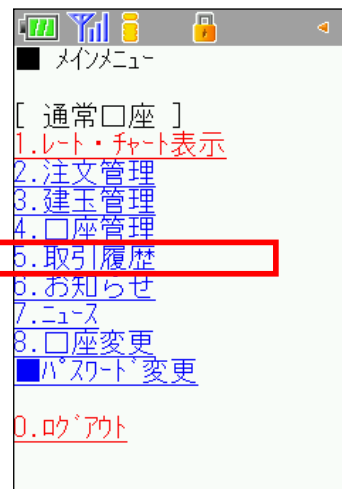 ■ ﾒｲﾝﾒﾆｭｰ
[ 通常口座 ]
1.ﾚｰﾄ・ﾁｬｰﾄ表示
2.注文管理
3.建玉管理
4.口座管理
5.取引履歴
6.お知らせ
7.ﾆｭｰｽ
8.口座変更
■ﾊﾟｽﾜｰﾄﾞ変更
0.ﾛｸﾞｱｳﾄ